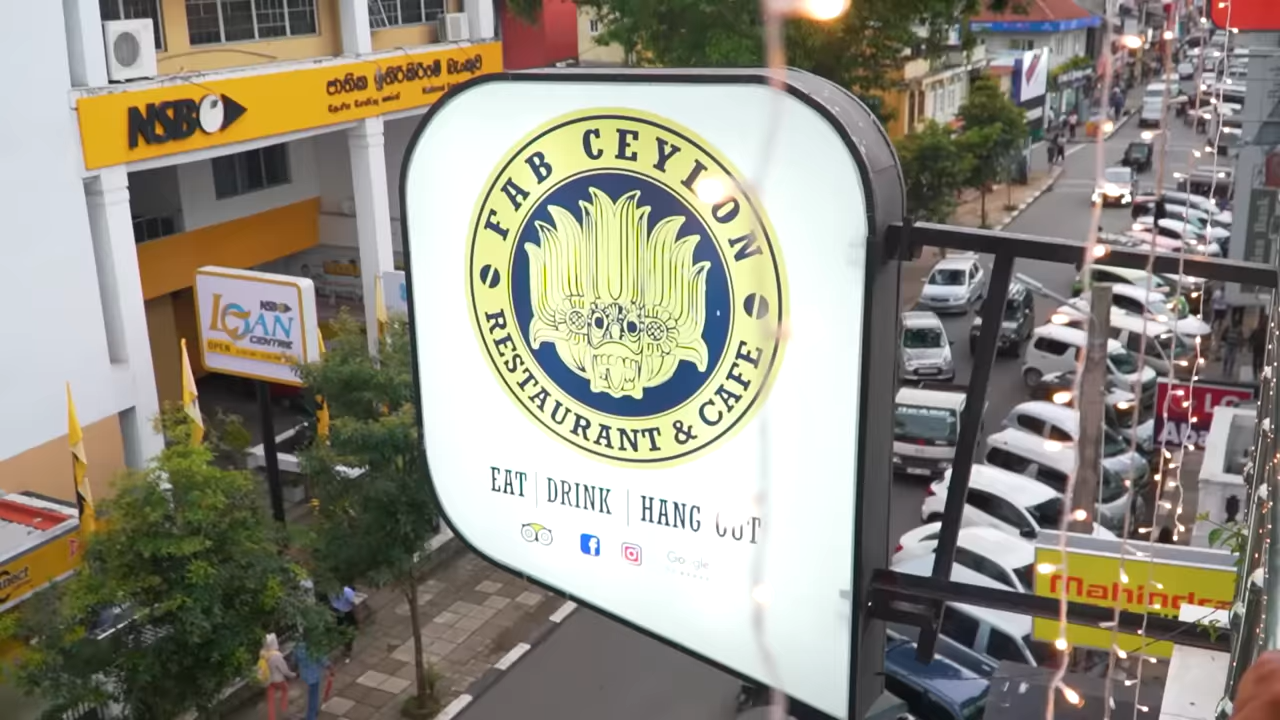 NSB
ජාතික ඉතිරිකිරීමේ බැංකුව
FAB CEYLON
RESTAURANT & CAFE
EAT | DRINK | HANG OUT
Google
NSB
LOAN
CENTRE
OPEN
Mahindra